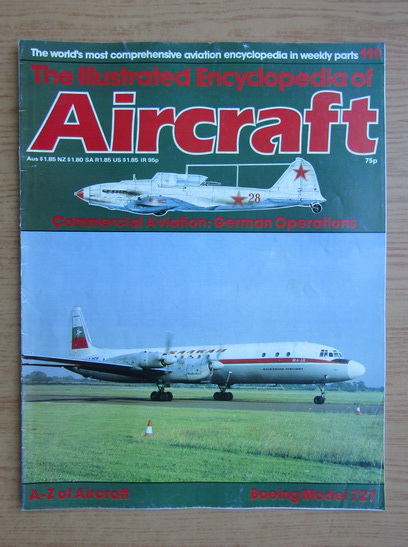 The world's most comprehensive aviation encyclopedia in weekly parts 110
The Illustrated Encyclopedia of
Aircraft
Aus $1.85 NZ $1.80 SA R1.85 US $1.85 IR 95p
75p
28
Commercial Aviation: German Operations
БАЛКАН
A-Z of Aircraft
Boeing Model 727